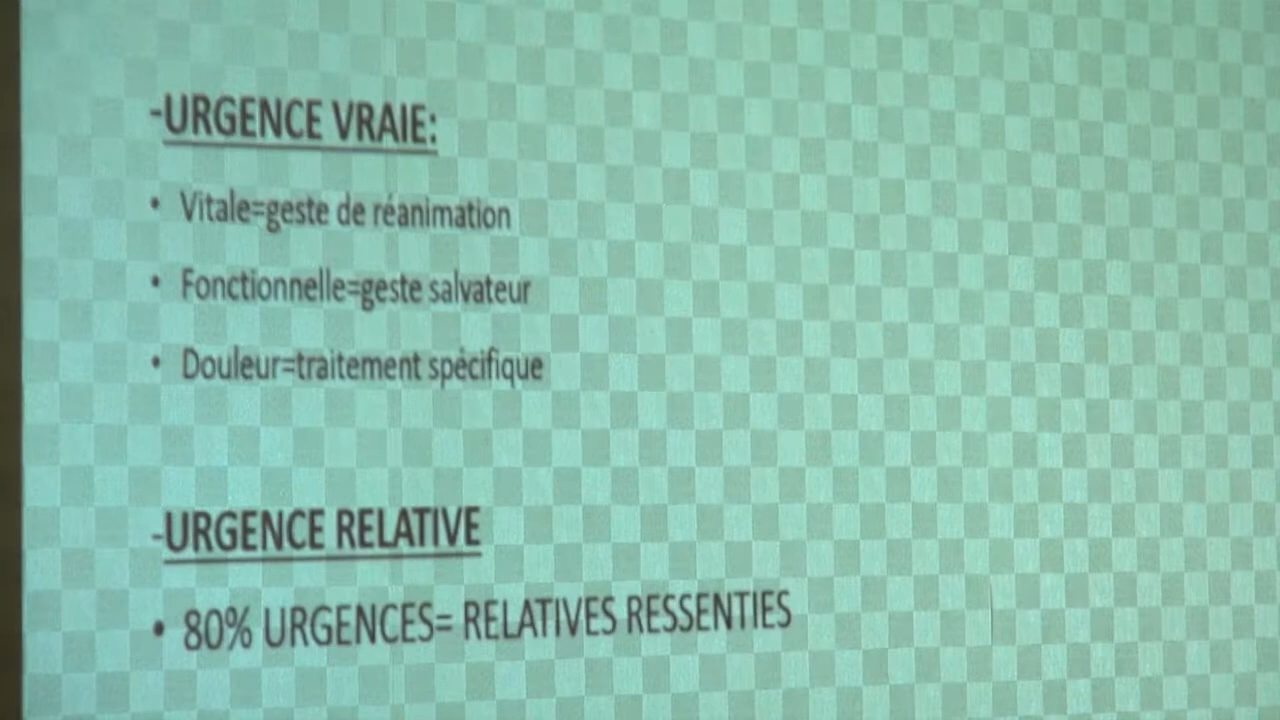 -URGENCE VRAIE:
• Vitale=geste de réanimation
• Fonctionnelle=geste salvateur
• Douleur=traitement spécifique
-URGENCE RELATIVE
• 80% URGENCES= RELATIVES RESSENTIES